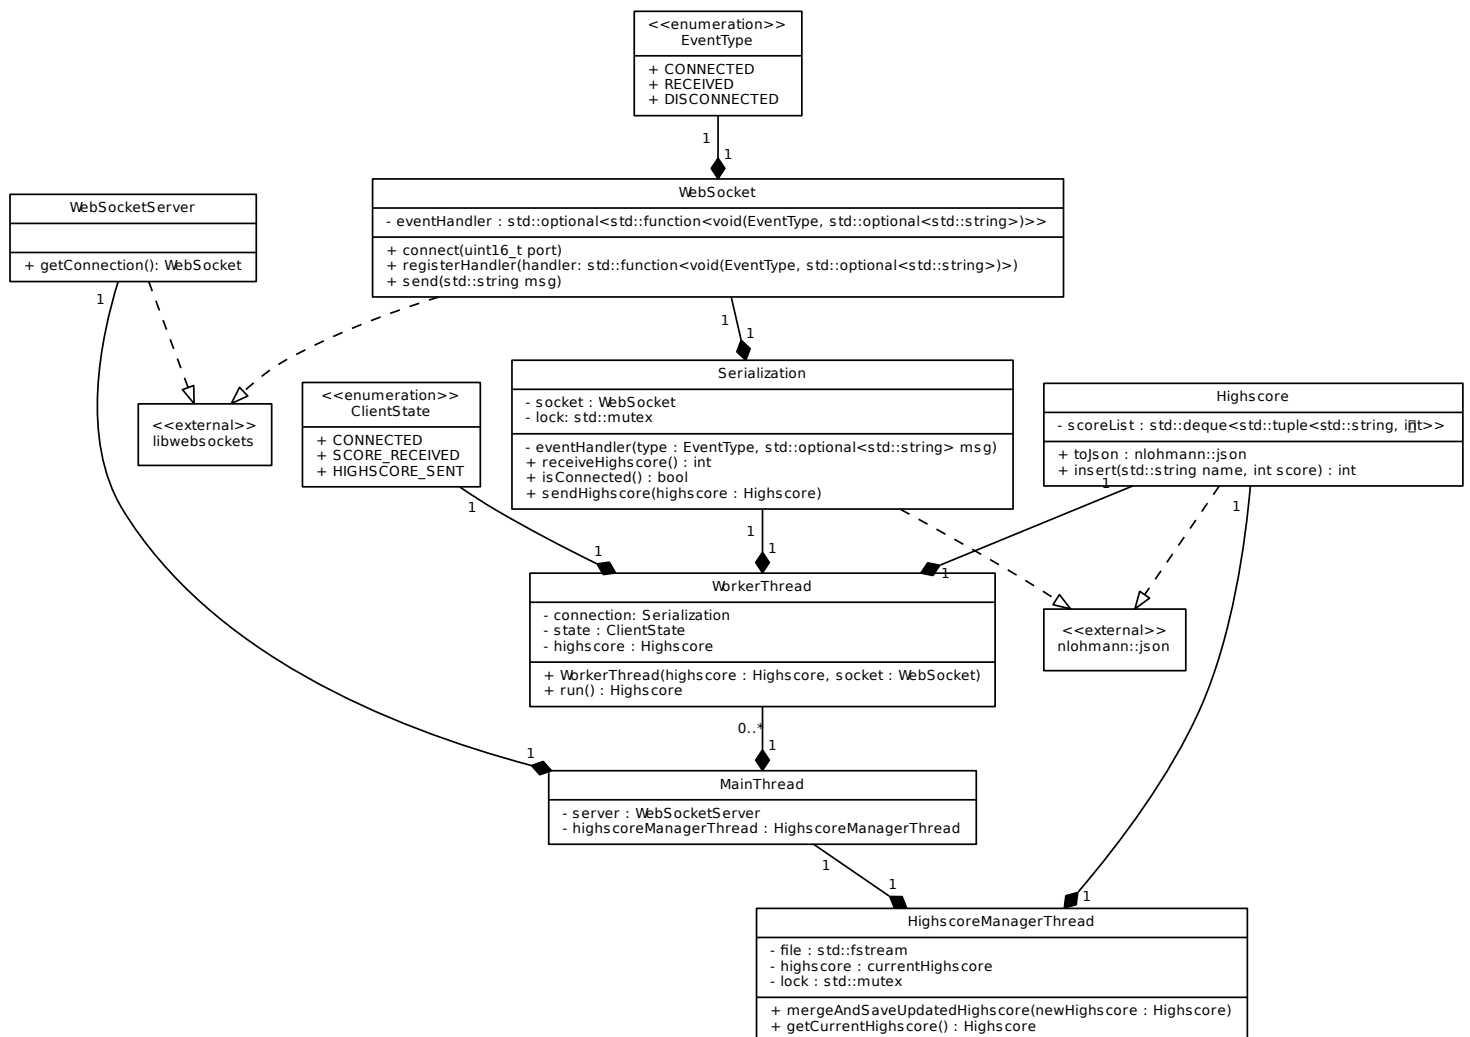 <<enumeration>>
EventType
+ CONNECTED
+ RECEIVED
+ DISCONNECTED
1
1
WebSocket
- eventHandler : std::optional<std::function<void(EventType, std::optional<std::string>)>>
+ connect(uint16_t port)
+ registerHandler(handler: std::function<void(EventType, std::optional<std::string>)>)
+ send(std::string msg)
WebSocketServer
+ getConnection(): WebSocket
1
1
1
<<external>>
libwebsockets
<<enumeration>>
ClientState
+ CONNECTED
+ SCORE_RECEIVED
+ HIGHSCORE_SENT
Serialization
- socket : WebSocket
- lock: std::mutex
- eventHandler(type : EventType, std::optional<std::string> msg)
+ receiveHighscore() : int
+ isConnected() : bool
+ sendHighscore(highscore : Highscore)
Highscore
- scoreList : std::deque<std::tuple<std::string, int>>
+ toJson : nlohmann::json
+ insert(std::string name, int score) : int
1
1
1
1
1
1
1
1
<<external>>
nlohmann::json
WorkerThread
- connection: Serialization
- state : ClientState
- highscore : Highscore
+ WorkerThread(highscore : Highscore, socket : WebSocket)
+ run() : Highscore
0..*
1
1
MainThread
- server : WebSocketServer
- highscoreManagerThread : HighscoreManagerThread
1
1
1
HighscoreManagerThread
- file : std::fstream
- highscore : currentHighscore
- lock : std::mutex
+ mergeAndSaveUpdatedHighscore(newHighscore : Highscore)
+ getCurrentHighscore() : Highscore